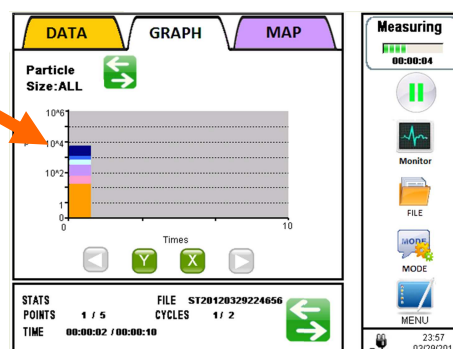 DATA GRAPH MAP
Measuring
00:00:04
Particle
Size:ALL
10^6
10^4
10^2
1
0
0 10
Times
Y X
Monitor
FILE
MODE
MODE
MENU
STATS FILE ST20120329224656
POINTS 1 / 5 CYCLES 1/ 2
TIME 00:00:02 / 00:00:10
23:57